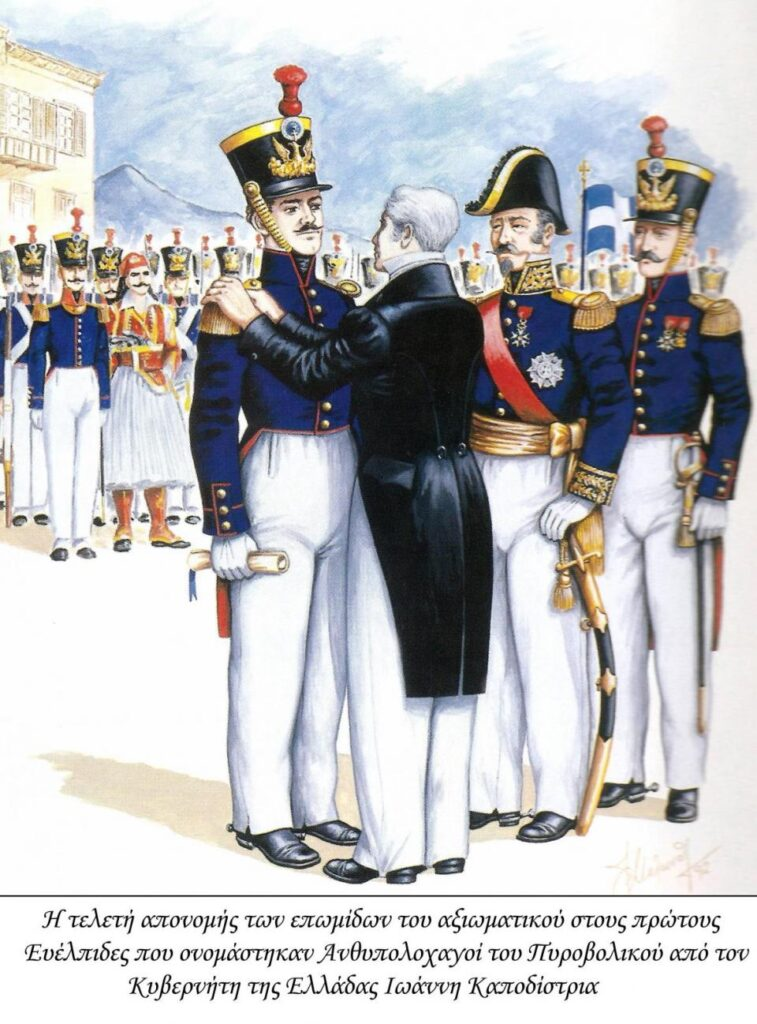 Η τελετή απονομής των επωμίδων του αξιωματικού στους πρώτους
Ευέλπιδες που ονομάστηκαν Ανθυπολοχαγοί του Πυροβολικού από τον
Κυβερνήτη της Ελλάδας Ιωάννη Καποδίστρια